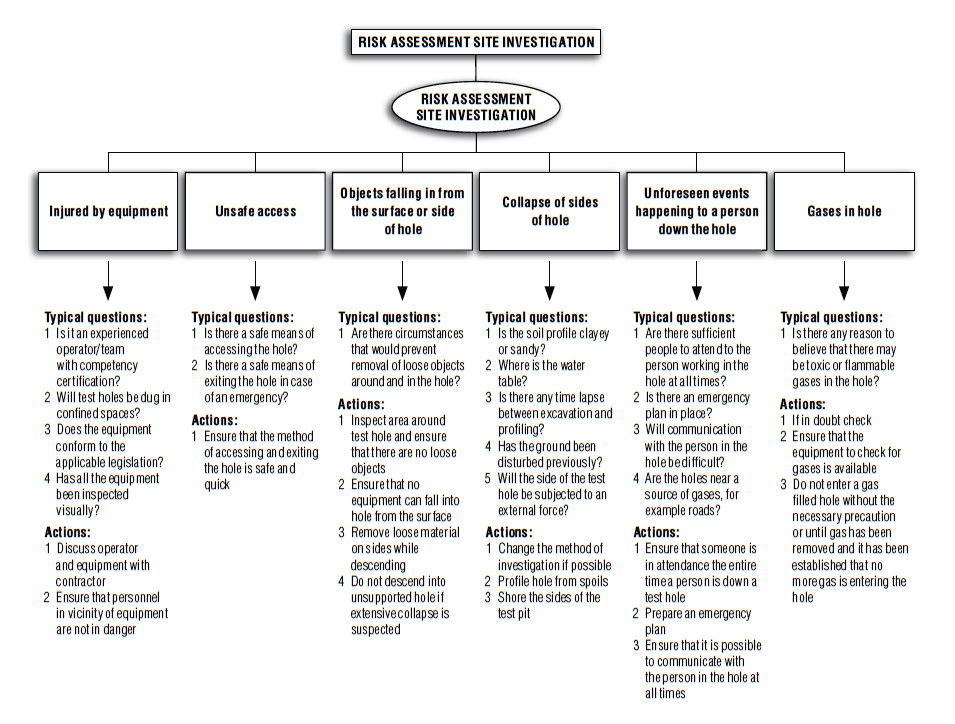 RISK ASSESSMENT SITE INVESTIGATION
RISK ASSESSMENT
SITE INVESTIGATION
Injured by equipment
Unsafe access
Objects falling in from
the surface or side
of hole
Collapse of sides
of hole
Unforeseen events
happening to a person
down the hole
Gases in hole
Typical questions:
1 Is it an experienced
operator/team
with competency
certification?
2 Will test holes be dug in
confined spaces?
3 Does the equipment
conform to the
applicable legislation?
4 Has all the equipment
been inspected
visually?
Actions:
1 Discuss operator
and equipment with
contractor
2 Ensure that personnel
in vicinity of equipment
are not in danger
Typical questions:
1 Is there a safe means of
accessing the hole?
2 Is there a safe means of
exiting the hole in case
of an emergency?
Actions:
1 Ensure that the method
of accessing and exiting
the hole is safe and
quick
Typical questions:
1 Are there circumstances
that would prevent
removal of loose objects
around and in the hole?
Actions:
1 Inspect area around
test hole and ensure
that there are no loose
objects
2 Ensure that no
equipment can fall into
hole from the surface
3 Remove loose material
on sides while
descending
4 Do not descend into
unsupported hole if
extensive collapse is
suspected
Typical questions:
1 Is the soil profile clayey
or sandy?
2 Where is the water
table?
3 Is there any time lapse
between excavation and
profiling?
4 Has the ground been
disturbed previously?
5 Will the side of the test
hole be subjected to an
external force?
Actions:
1 Change the method of
investigation if possible
2 Profile hole from spoils
3 Shore the sides of the
test pit
Typical questions:
1 Are there sufficient
people to attend to the
person working in the
hole at all times?
2 Is there an emergency
plan in place?
3 Will communication
with the person in the
hole be difficult?
4 Are the holes near a
source of gases, for
example roads?
Actions:
1 Ensure that someone is
in attendance the entire
time a person is down a
test hole
2 Prepare an emergency
plan
3 Ensure that it is possible
to communicate with
the person in the hole at
all times
Typical questions:
1 Is there any reason to
believe that there may
be toxic or flammable
gases in the hole?
Actions:
1 If in doubt check
2 Ensure that the
equipment to check for
gases is available
3 Do not enter a gas
filled hole without the
necessary precaution
or until gas has been
removed and it has been
established that no
more gas is entering the
hole